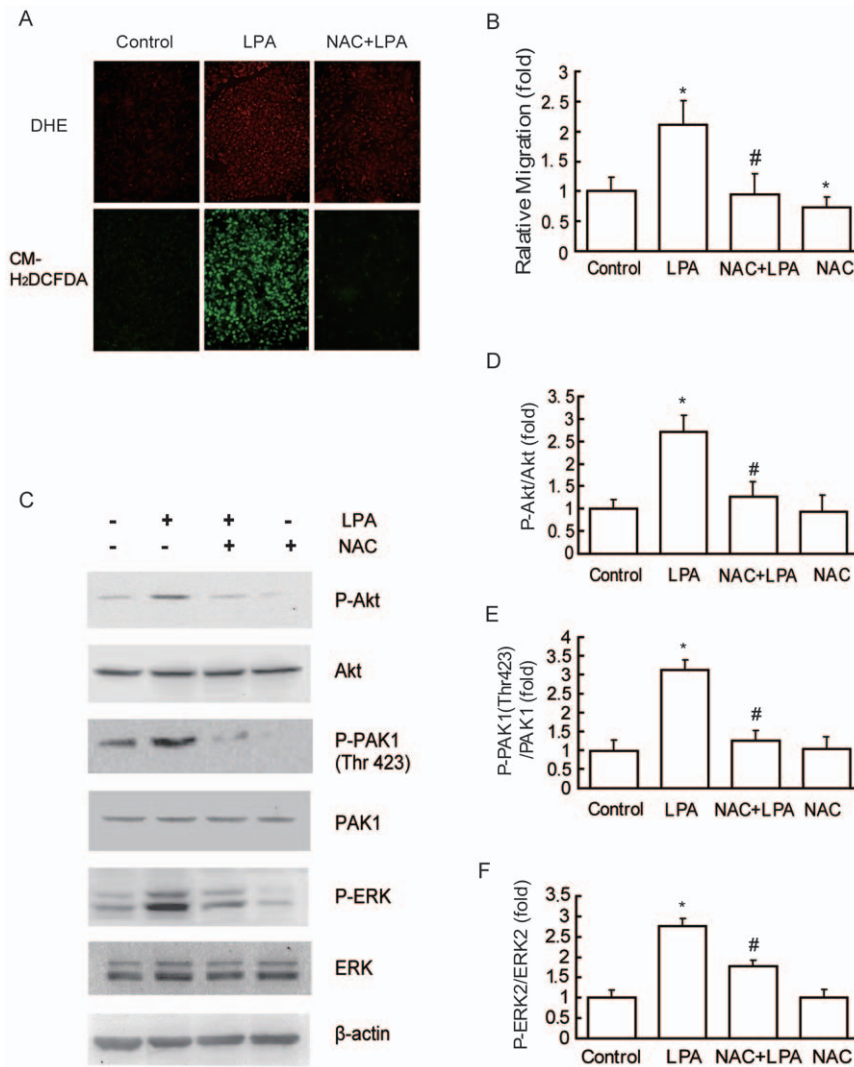 A
Control LPA NAC+LPA
DHE
CM-
H2DCFDA
B
Ralative Migration (fold)
3
2.5
2
1.5
1
0.5
0
*
#
*
Control LPA NAC+LPA NAC
C
- + + - LPA
- - + + NAC
P-Akt
Akt
P-PAK1
(Thr 423)
PAK1
P-ERK
ERK
β-actin
D
P-Akt/Akt (fold)
3.5
3
2.5
2
1.5
1
0.5
0
*
#
Control LPA NAC+LPA NAC
E
P-PAK1(Thr423)
/PAK1 (fold)
4
3.5
3
2.5
2
1.5
1
0.5
0
*
#
Control LPA NAC+LPA NAC
F
P-ERK2/ERK2 (fold)
3.5
3
2.5
2
1.5
1
0.5
0
*
#
Control LPA NAC+LPA NAC